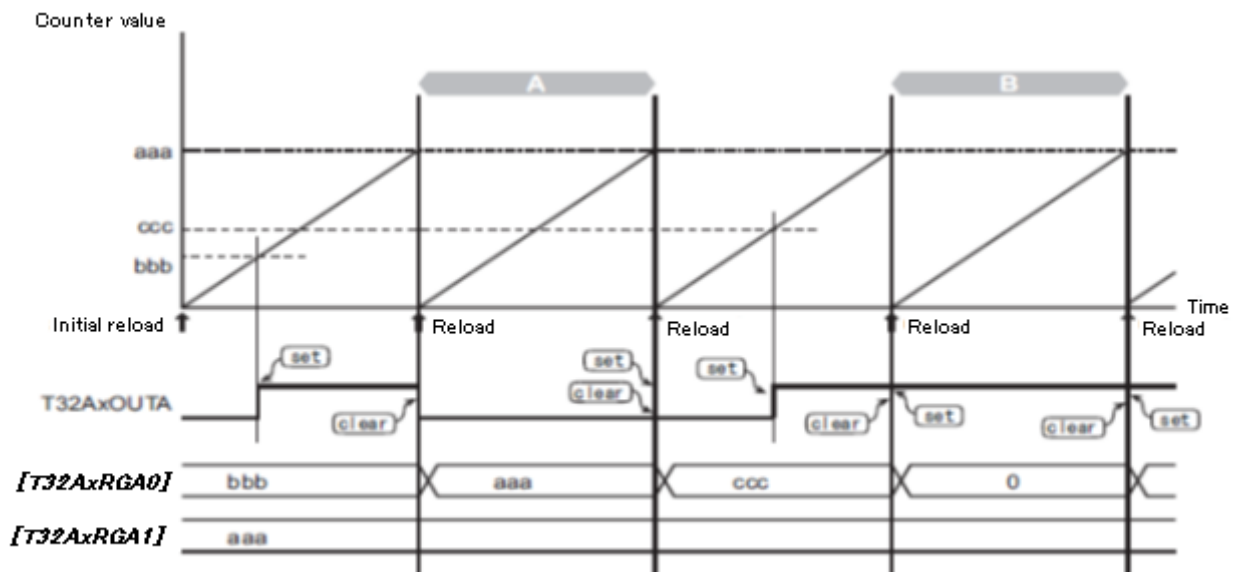 Counter value
A
B
aaa
ccc
bbb
Time
Initial reload
Reload
Reload
Reload
Reload
set
set
set
T32AxOUTA
clear
clear
clear
set
clear
set
[T32AxRGA0]
bbb
aaa
ccc
0
[T32AxRGA1]
aaa